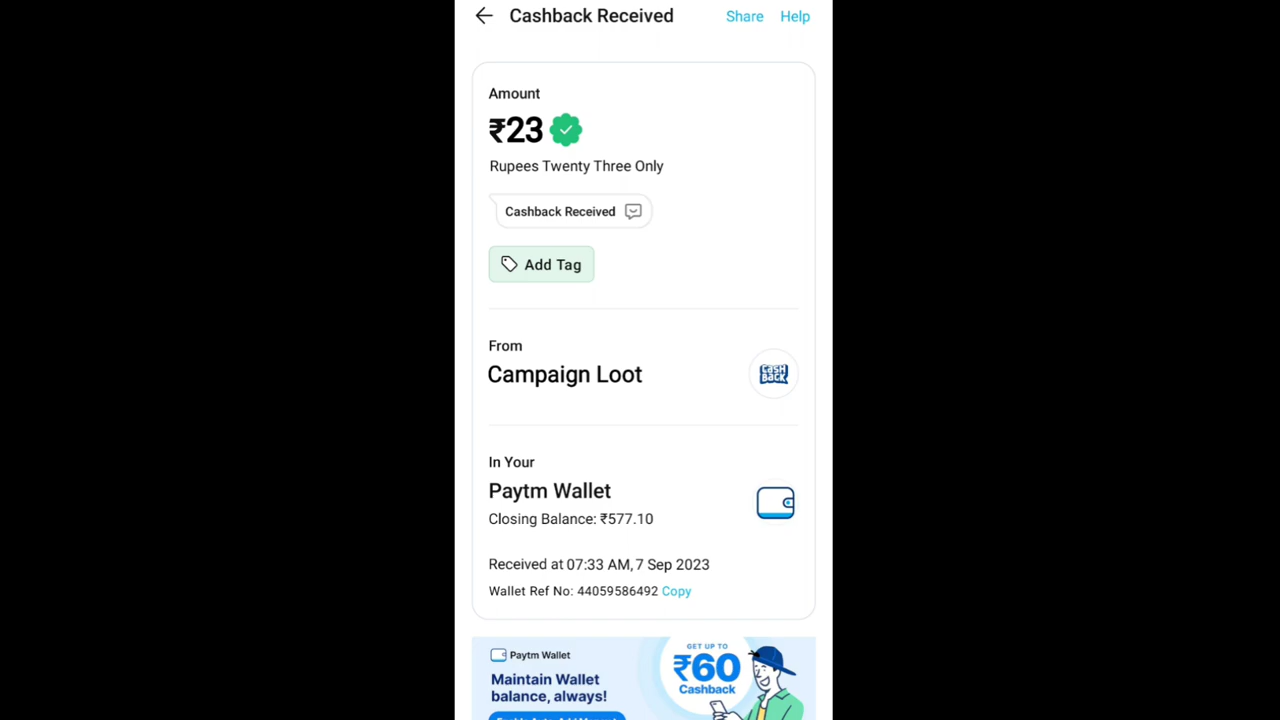 Cashback Received Share Help
Amount
₹23
Rupees Twenty Three Only
Cashback Received
Add Tag
From
Campaign Loot
CASH
BACK
In Your
Paytm Wallet
Closing Balance: ₹577.10
Received at 07:33 AM, 7 Sep 2023
Wallet Ref No: 44059586492 Copy
Paytm Wallet
Maintain Wallet
balance, always!
GET UP TO
₹60
Cashback